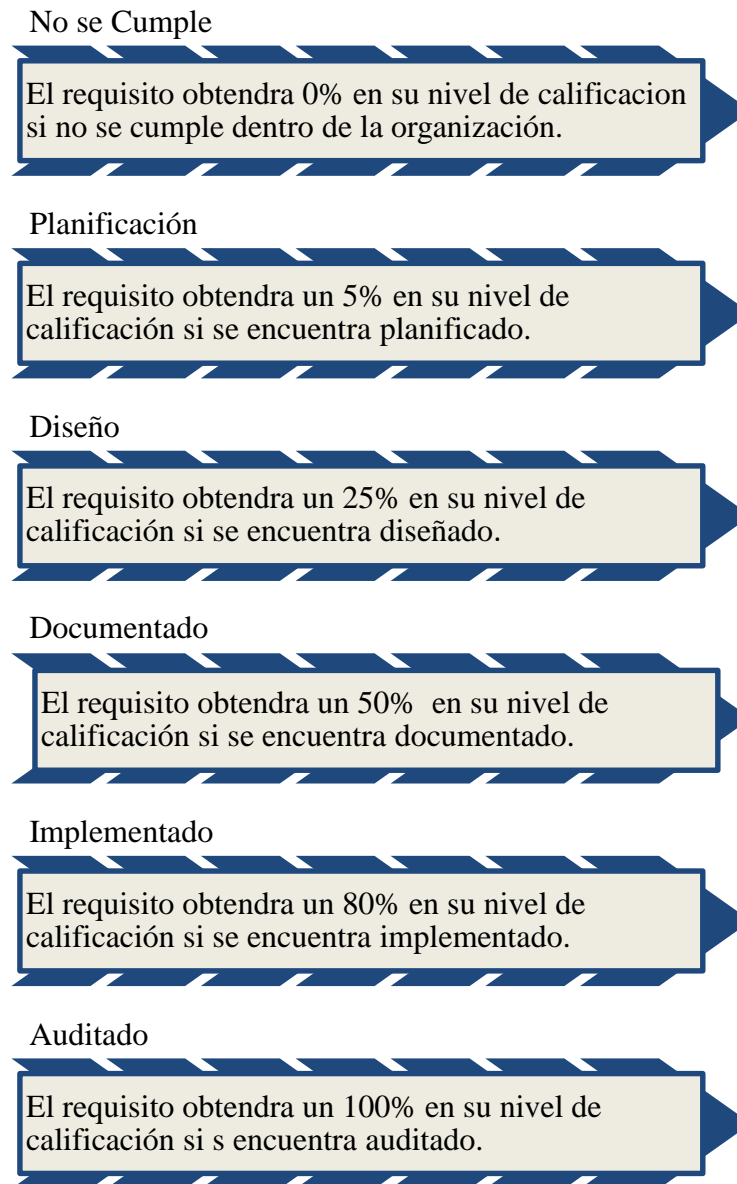 No se Cumple
El requisito obtendra 0% en su nivel de calificacion
si no se cumple dentro de la organización.
Planificación
El requisito obtendra un 5% en su nivel de
calificación si se encuentra planificado.
Diseño
El requisito obtendra un 25% en su nivel de
calificación si se encuentra diseñado.
Documentado
El requisito obtendra un 50% en su nivel de
calificación si se encuentra documentado.
Implementado
El requisito obtendra un 80% en su nivel de
calificación si se encuentra implementado.
Auditado
El requisito obtendra un 100% en su nivel de
calificación si s encuentra auditado.